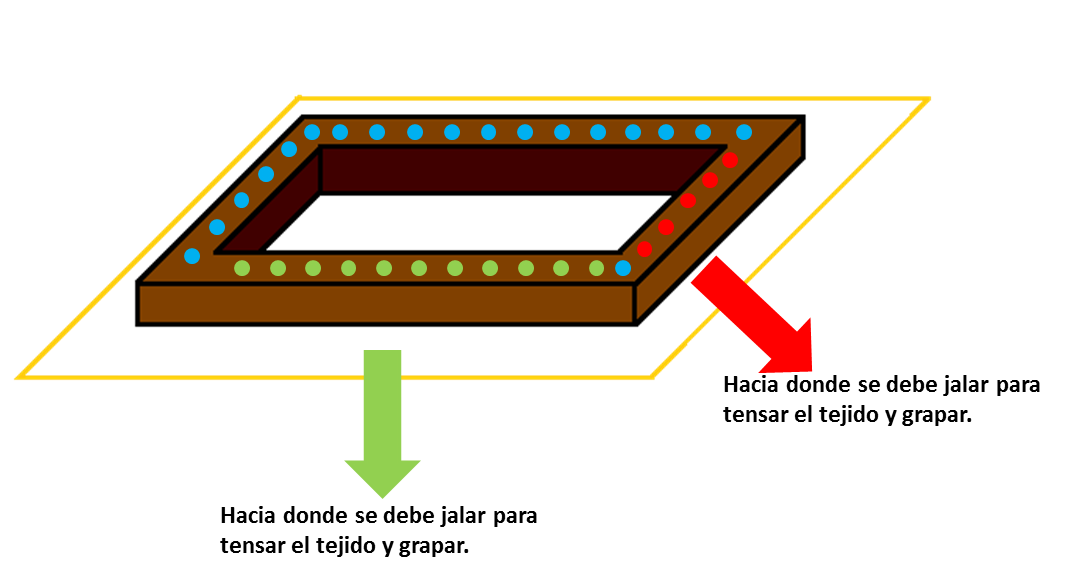 Hacia donde se debe jalar para
tensar el tejido y grapar.
Hacia donde se debe jalar para
tensar el tejido y grapar.